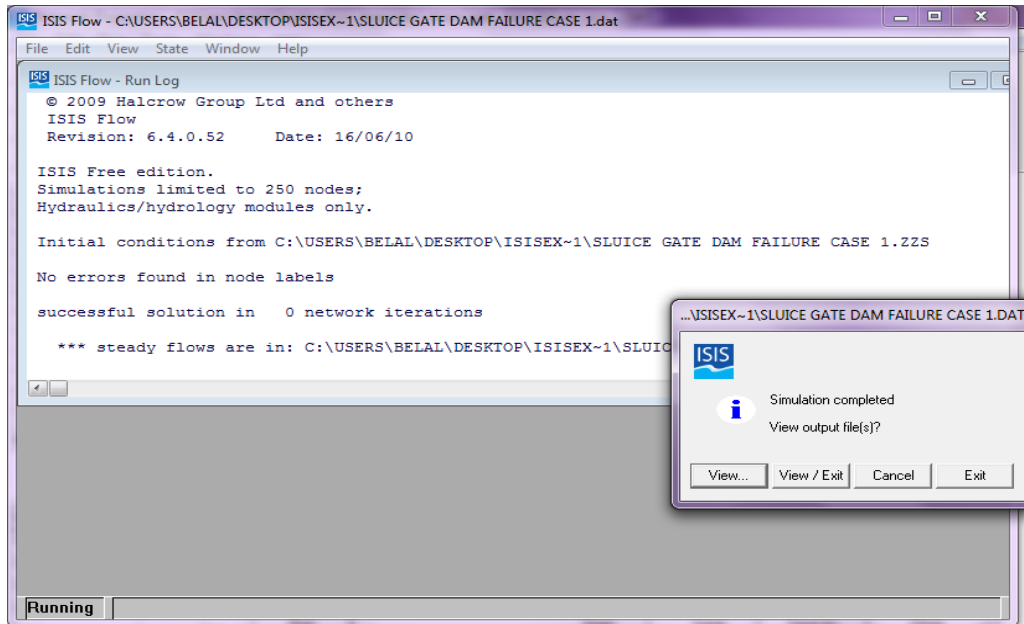 ISIS ISIS Flow - C:\USERS\BELAL\DESKTOP\ISISEX~1\SLUICE GATE DAM FAILURE CASE 1.dat
File Edit View State Window Help
ISIS ISIS Flow - Run Log
© 2009 Halcrow Group Ltd and others
ISIS Flow
Revision: 6.4.0.52 Date: 16/06/10
ISIS Free edition.
Simulations limited to 250 nodes;
Hydraulics/hydrology modules only.
Initial conditions from C:\USERS\BELAL\DESKTOP\ISISEX~1\SLUICE GATE DAM FAILURE CASE 1.ZZS
No errors found in node labels
successful solution in 0 network iterations
*** steady flows are in: C:\USERS\BELAL\DESKTOP\ISISEX~1\SLUIC
...\ISISEX~1\SLUICE GATE DAM FAILURE CASE 1.DAT
ISIS
Simulation completed
View output file(s)?
View... View / Exit Cancel Exit
Running